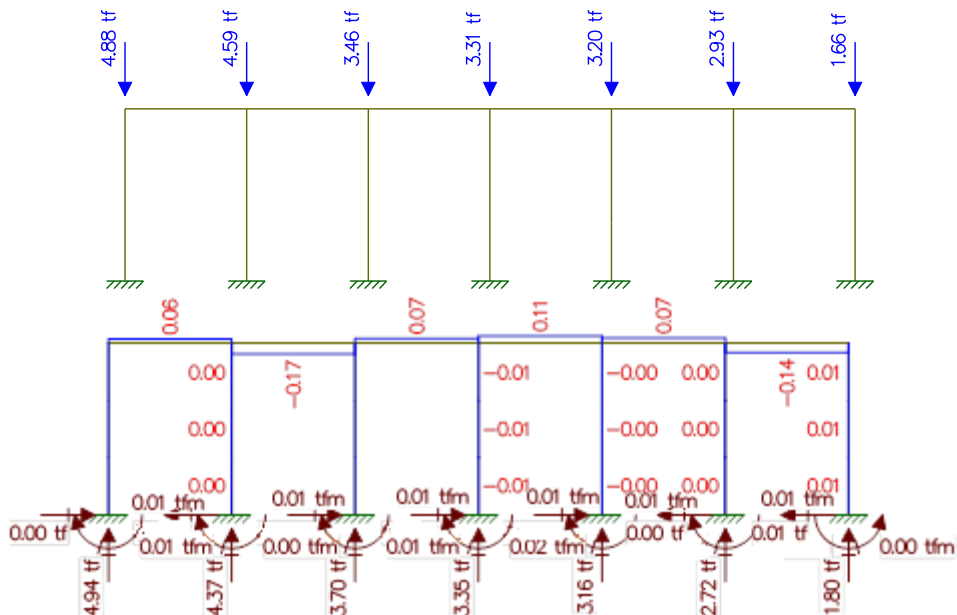 4.88 tf
4.59 tf
3.46 tf
3.31 tf
3.20 tf
2.93 tf
1.66 tf
0.06
0.07
0.11
0.07
0.00
-0.17
-0.01
-0.00
0.00
-0.14
0.01
0.00
-0.01
-0.00
0.00
0.01
0.00
-0.01
-0.00
0.00
0.01
0.01 tfm
0.01 tfm
0.01 tfm
0.01 tfm
0.01 tfm
0.01 tfm
0.00 tf
0.01 tfm
0.00 tfm
0.01 tfm
0.02 tfm
0.00 tf
0.01 tf
0.00 tfm
4.94 tf
4.37 tf
3.70 tf
3.35 tf
3.16 tf
2.72 tf
1.80 tf